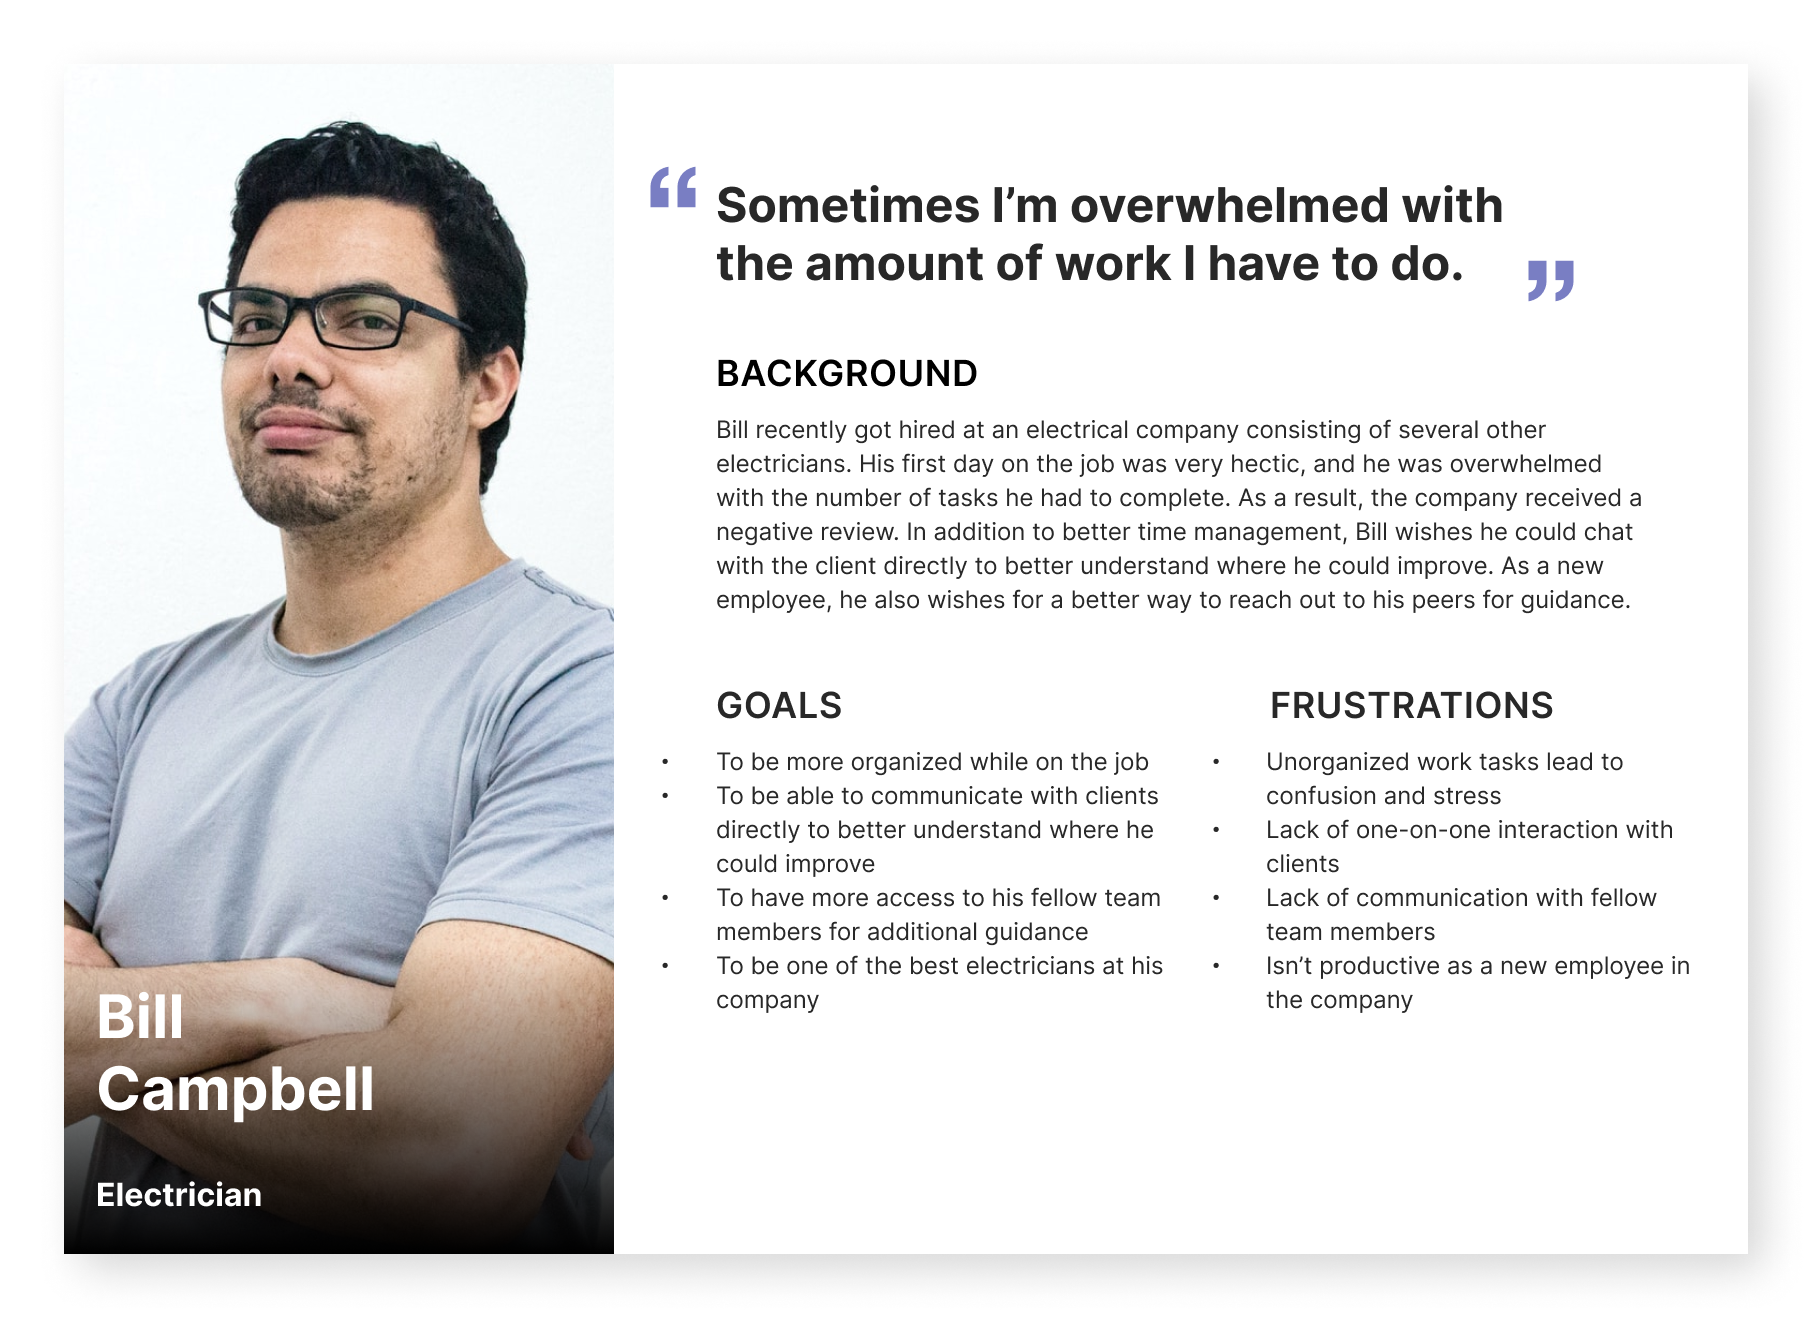 “ Sometimes I’m overwhelmed with
the amount of work I have to do. ”
BACKGROUND
Bill recently got hired at an electrical company consisting of several other
electricians. His first day on the job was very hectic, and he was overwhelmed
with the number of tasks he had to complete. As a result, the company received a
negative review. In addition to better time management, Bill wishes he could chat
with the client directly to better understand where he could improve. As a new
employee, he also wishes for a better way to reach out to his peers for guidance.
GOALS
• To be more organized while on the job
• To be able to communicate with clients
directly to better understand where he
could improve
• To have more access to his fellow team
members for additional guidance
• To be one of the best electricians at his
company
FRUSTRATIONS
• Unorganized work tasks lead to
confusion and stress
• Lack of one-on-one interaction with
clients
• Lack of communication with fellow
team members
• Isn’t productive as a new employee in
the company
Bill
Campbell
Electrician